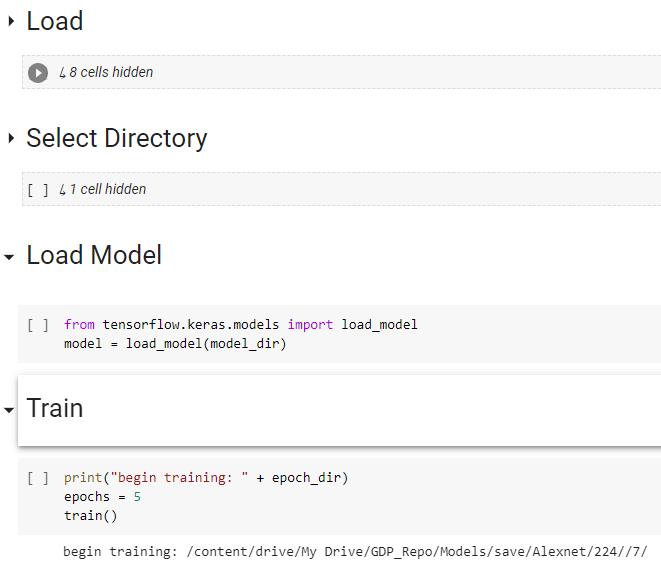 Load
8 cells hidden
Select Directory
[ ] 1 cell hidden
Load Model
[ ] from tensorflow.keras.models import load_model
model = load_model(model_dir)
Train
[ ] print("begin training: " + epoch_dir)
epochs = 5
train()
begin training: /content/drive/My Drive/GDP_Repo/Models/save/Alexnet/224//7/